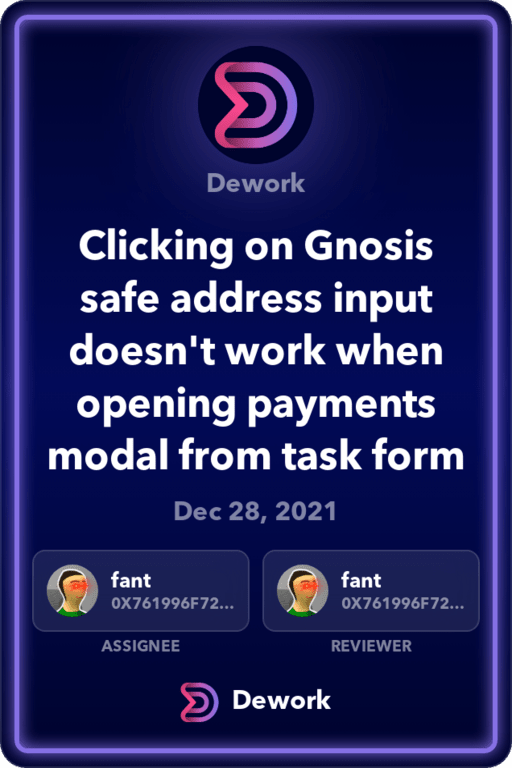 Dework
Clicking on Gnosis
safe address input
doesn't work when
opening payments
modal from task form
Dec 28, 2021
fant
0X761996F72...
fant
0X761996F72...
ASSIGNEE
REVIEWER
Dework